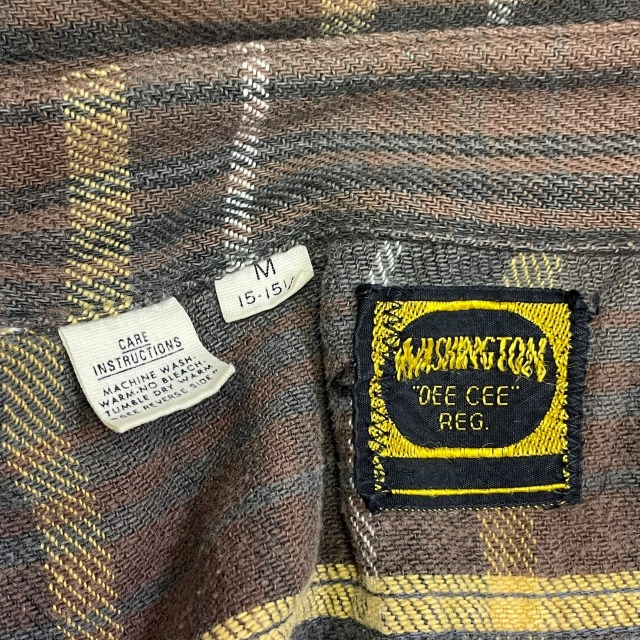 M
15-15½
CARE
INSTRUCTIONS
MACHINE WASH
WARM-NO BLEACH
TUMBLE DRY WARM
"SEE REVERSE SIDE"
WASHINGTON
"DEE CEE"
REG.